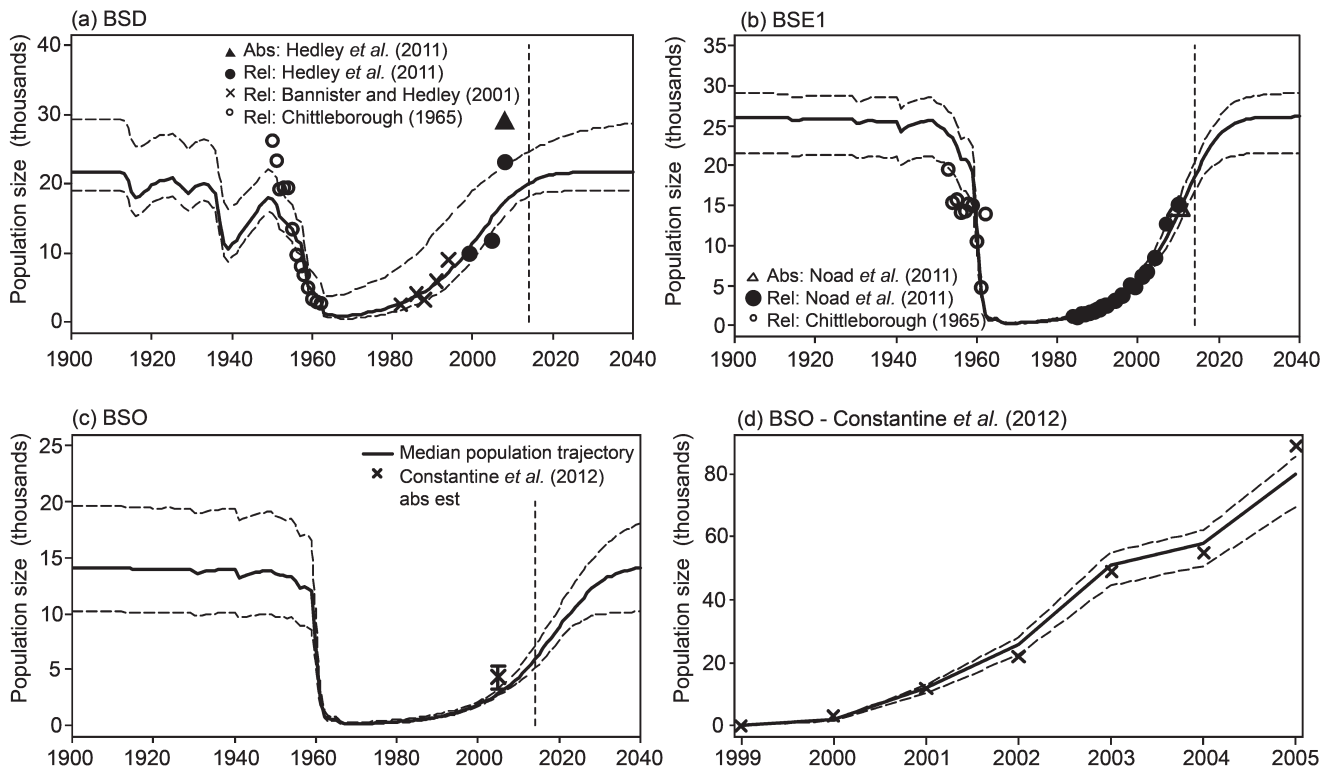 (a) BSD
Population size (thousands)
40
30
20
10
0
Abs: Hedley et al. (2011)
Rel: Hedley et al. (2011)
Rel: Bannister and Hedley (2001)
Rel: Chittleborough (1965)
1900 1920 1940 1960 1980 2000 2020 2040
(b) BSE1
Population size (thousands)
35
30
25
20
15
10
5
0
Abs: Noad et al. (2011)
Rel: Noad et al. (2011)
Rel: Chittleborough (1965)
1900 1920 1940 1960 1980 2000 2020 2040
(c) BSO
Population size (thousands)
25
20
15
10
5
0
Median population trajectory
Constantine et al. (2012)
abs est
1900 1920 1940 1960 1980 2000 2020 2040
(d) BSO - Constantine et al. (2012)
Population size (thousands)
80
60
40
20
0
1999 2000 2001 2002 2003 2004 2005